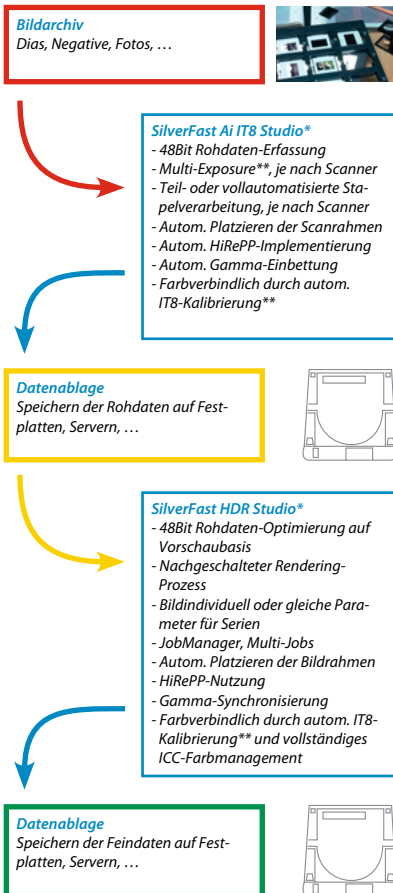 Bildarchiv
Dias, Negative, Fotos, …
SilverFast Ai IT8 Studio*
- 48Bit Rohdaten-Erfassung
- Multi-Exposure**, je nach Scanner
- Teil- oder vollautomatisierte Sta-
pelverarbeitung, je nach Scanner
- Autom. Platzieren der Scanrahmen
- Autom. HiRePP-Implementierung
- Autom. Gamma-Einbettung
- Farbverbindlich durch autom.
IT8-Kalibrierung**
Datenablage
Speichern der Rohdaten auf Fest-
platten, Servern, …
SilverFast HDR Studio*
- 48Bit Rohdaten-Optimierung auf
Vorschaubasis
- Nachgeschalteter Rendering-
Prozess
- Bildindividuell oder gleiche Para-
meter für Serien
- JobManager, Multi-Jobs
- Autom. Platzieren der Bildrahmen
- HiRePP-Nutzung
- Gamma-Synchronisierung
- Farbverbindlich durch autom. IT8-
Kalibrierung** und vollständiges
ICC-Farbmanagement
Datenablage
Speichern der Feindaten auf Fest-
platten, Servern, …